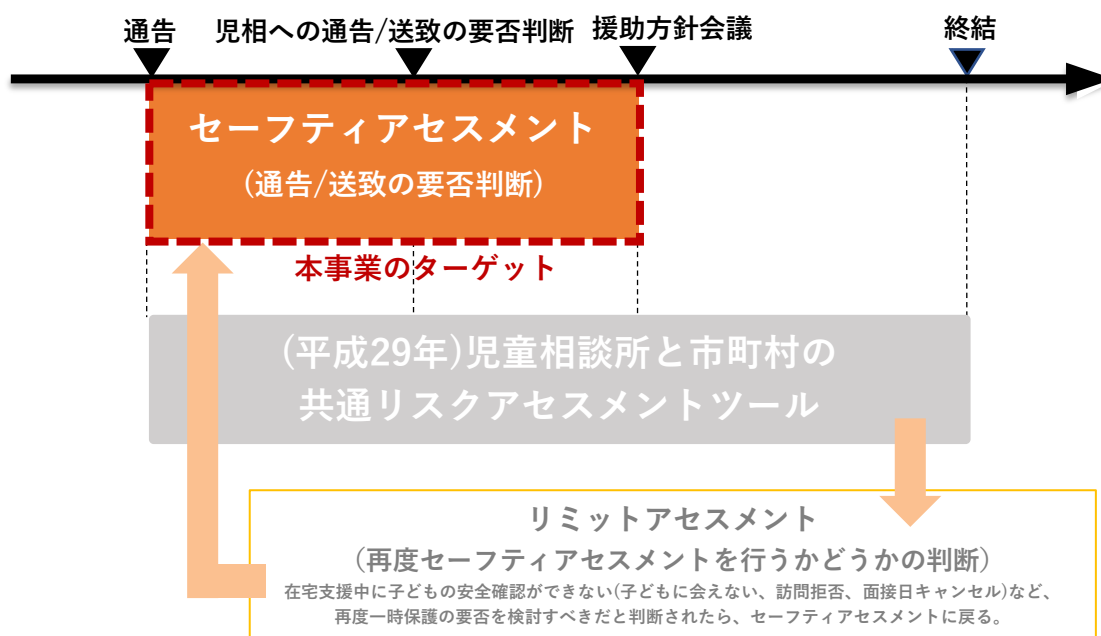 通告
児相への通告/送致の要否判断
援助方針会議
終結
セーフティアセスメント
(通告/送致の要否判断)
本事業のターゲット
(平成29年)児童相談所と市町村の
共通リスクアセスメントツール
リミットアセスメント
(再度セーフティアセスメントを行うかどうかの判断)
在宅支援中に子どもの安全確認ができない(子どもに会えない、訪問拒否、面接日キャンセル)など、
再度一時保護の要否を検討すべきだと判断されたら、セーフティアセスメントに戻る。